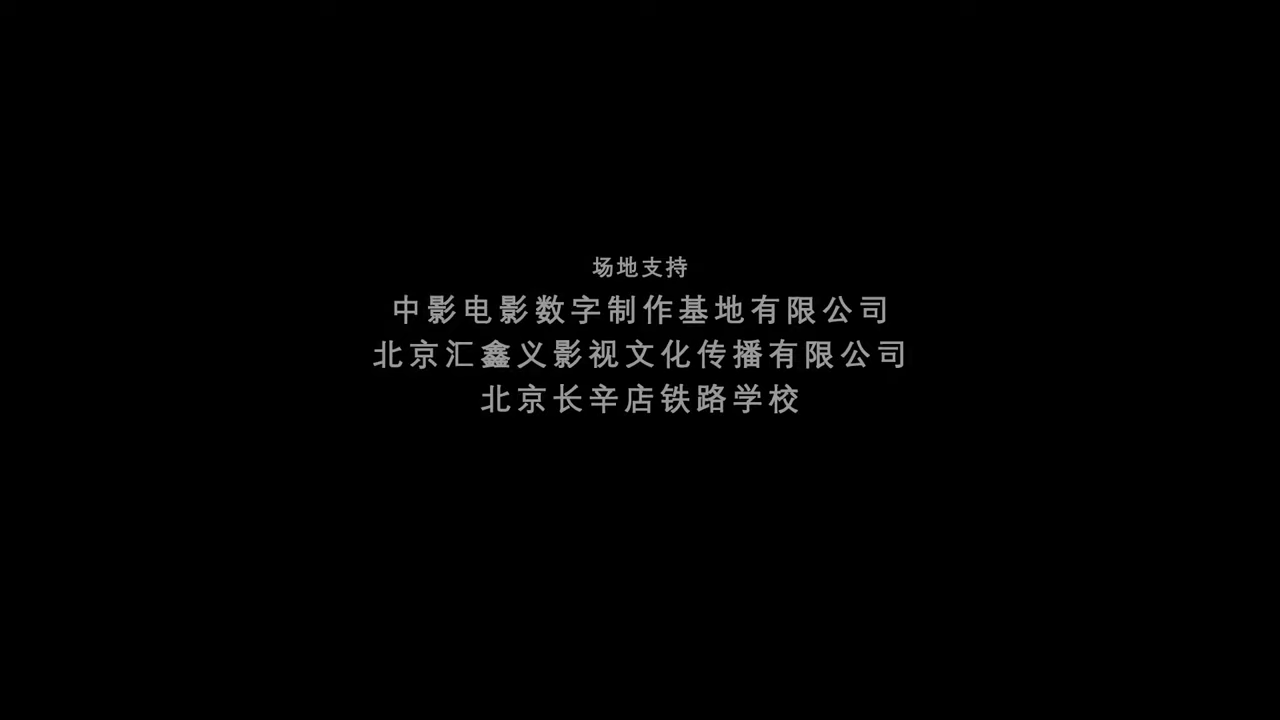 场地支持
中影电影数字制作基地有限公司
北京汇鑫义影视文化传播有限公司
北京长辛店铁路学校